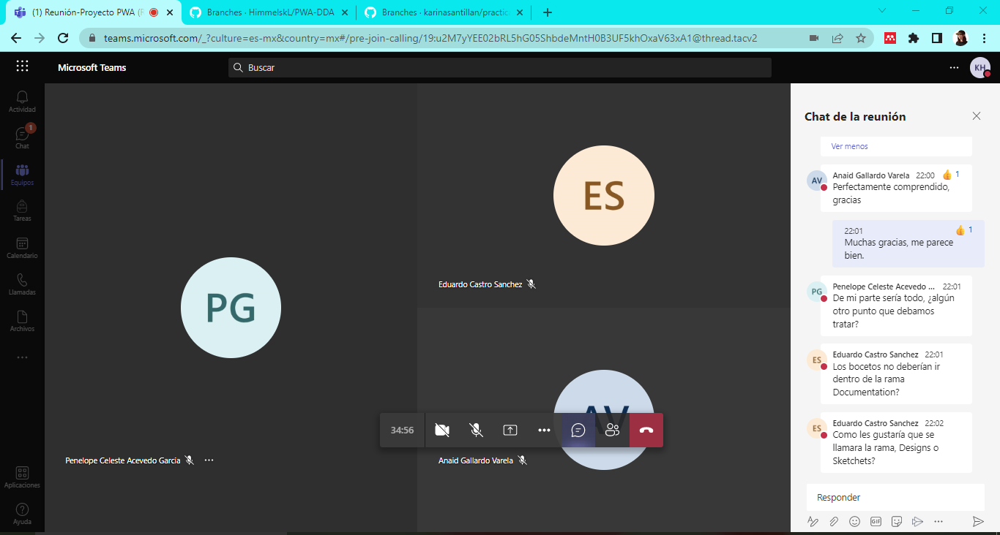 (1) Reunión-Proyecto PWA (
Branches · HimmelskL/PWA-DDA
Branches · karinasantillan/practic
teams.microsoft.com/_?culture=es-mx&country=mx#/pre-join-calling/19:u2M7yYEE02bRL5hG05ShbdeMntH0B3UF5khOxaV63xA1@thread.tacv2
Microsoft Teams
Buscar
KH
Actividad
1
Chat
Equipos
Tareas
Calendario
Llamadas
Archivos
Aplicaciones
Ayuda
PG
Penelope Celeste Acevedo Garcia
ES
Eduardo Castro Sanchez
AV
Anaid Gallardo Varela
34:56
Chat de la reunión
Ver menos
AV
Anaid Gallardo Varela 22:00 👍 1
Perfectamente comprendido,
gracias
22:01 👍 1
Muchas gracias, me parece
bien.
PG
Penelope Celeste Acevedo ... 22:01
De mi parte sería todo, ¿algún
otro punto que debamos
tratar?
ES
Eduardo Castro Sanchez 22:01
Los bocetos no deberían ir
dentro de la rama
Documentation?
ES
Eduardo Castro Sanchez 22:02
Como les gustaría que se
llamara la rama, Designs o
Sketchets?
Responder
GIF